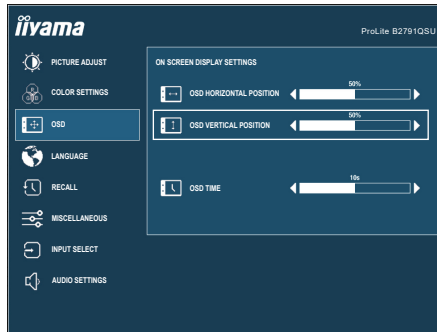 iiyama
ProLite B2791QSU
PICTURE ADJUST
COLOR SETTINGS
OSD
LANGUAGE
RECALL
MISCELLANEOUS
INPUT SELECT
AUDIO SETTINGS
ON SCREEN DISPLAY SETTINGS
OSD HORIZONTAL POSITION
50%
OSD VERTICAL POSITION
50%
OSD TIME
10s